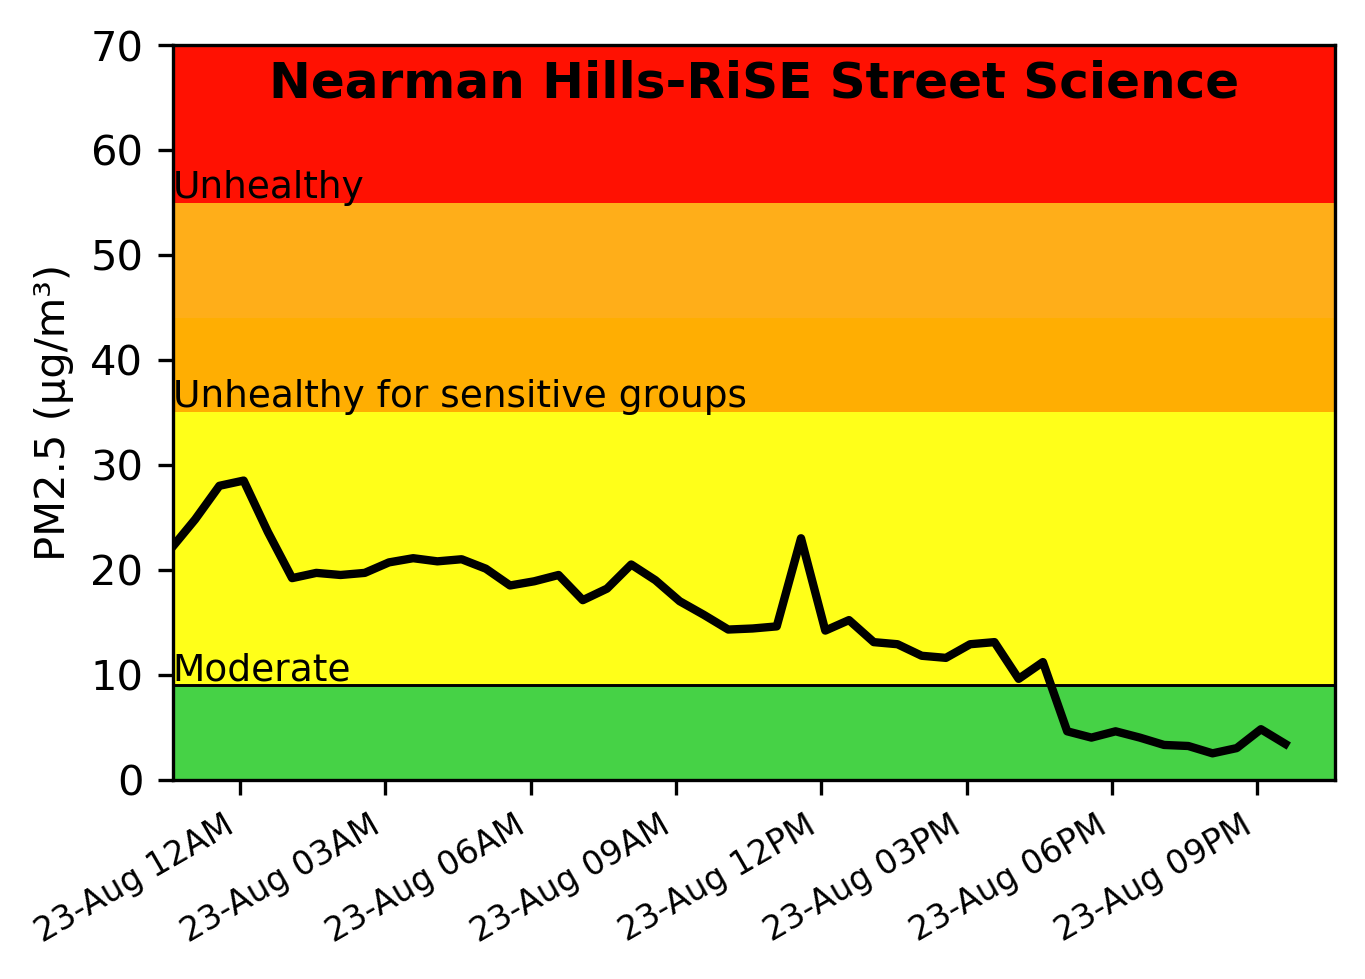 Nearman Hills-RiSE Street Science
PM2.5 (µg/m³)
70
60
50
40
30
20
10
0
Unhealthy
Unhealthy for sensitive groups
Moderate
23-Aug 12AM
23-Aug 03AM
23-Aug 06AM
23-Aug 09AM
23-Aug 12PM
23-Aug 03PM
23-Aug 06PM
23-Aug 09PM